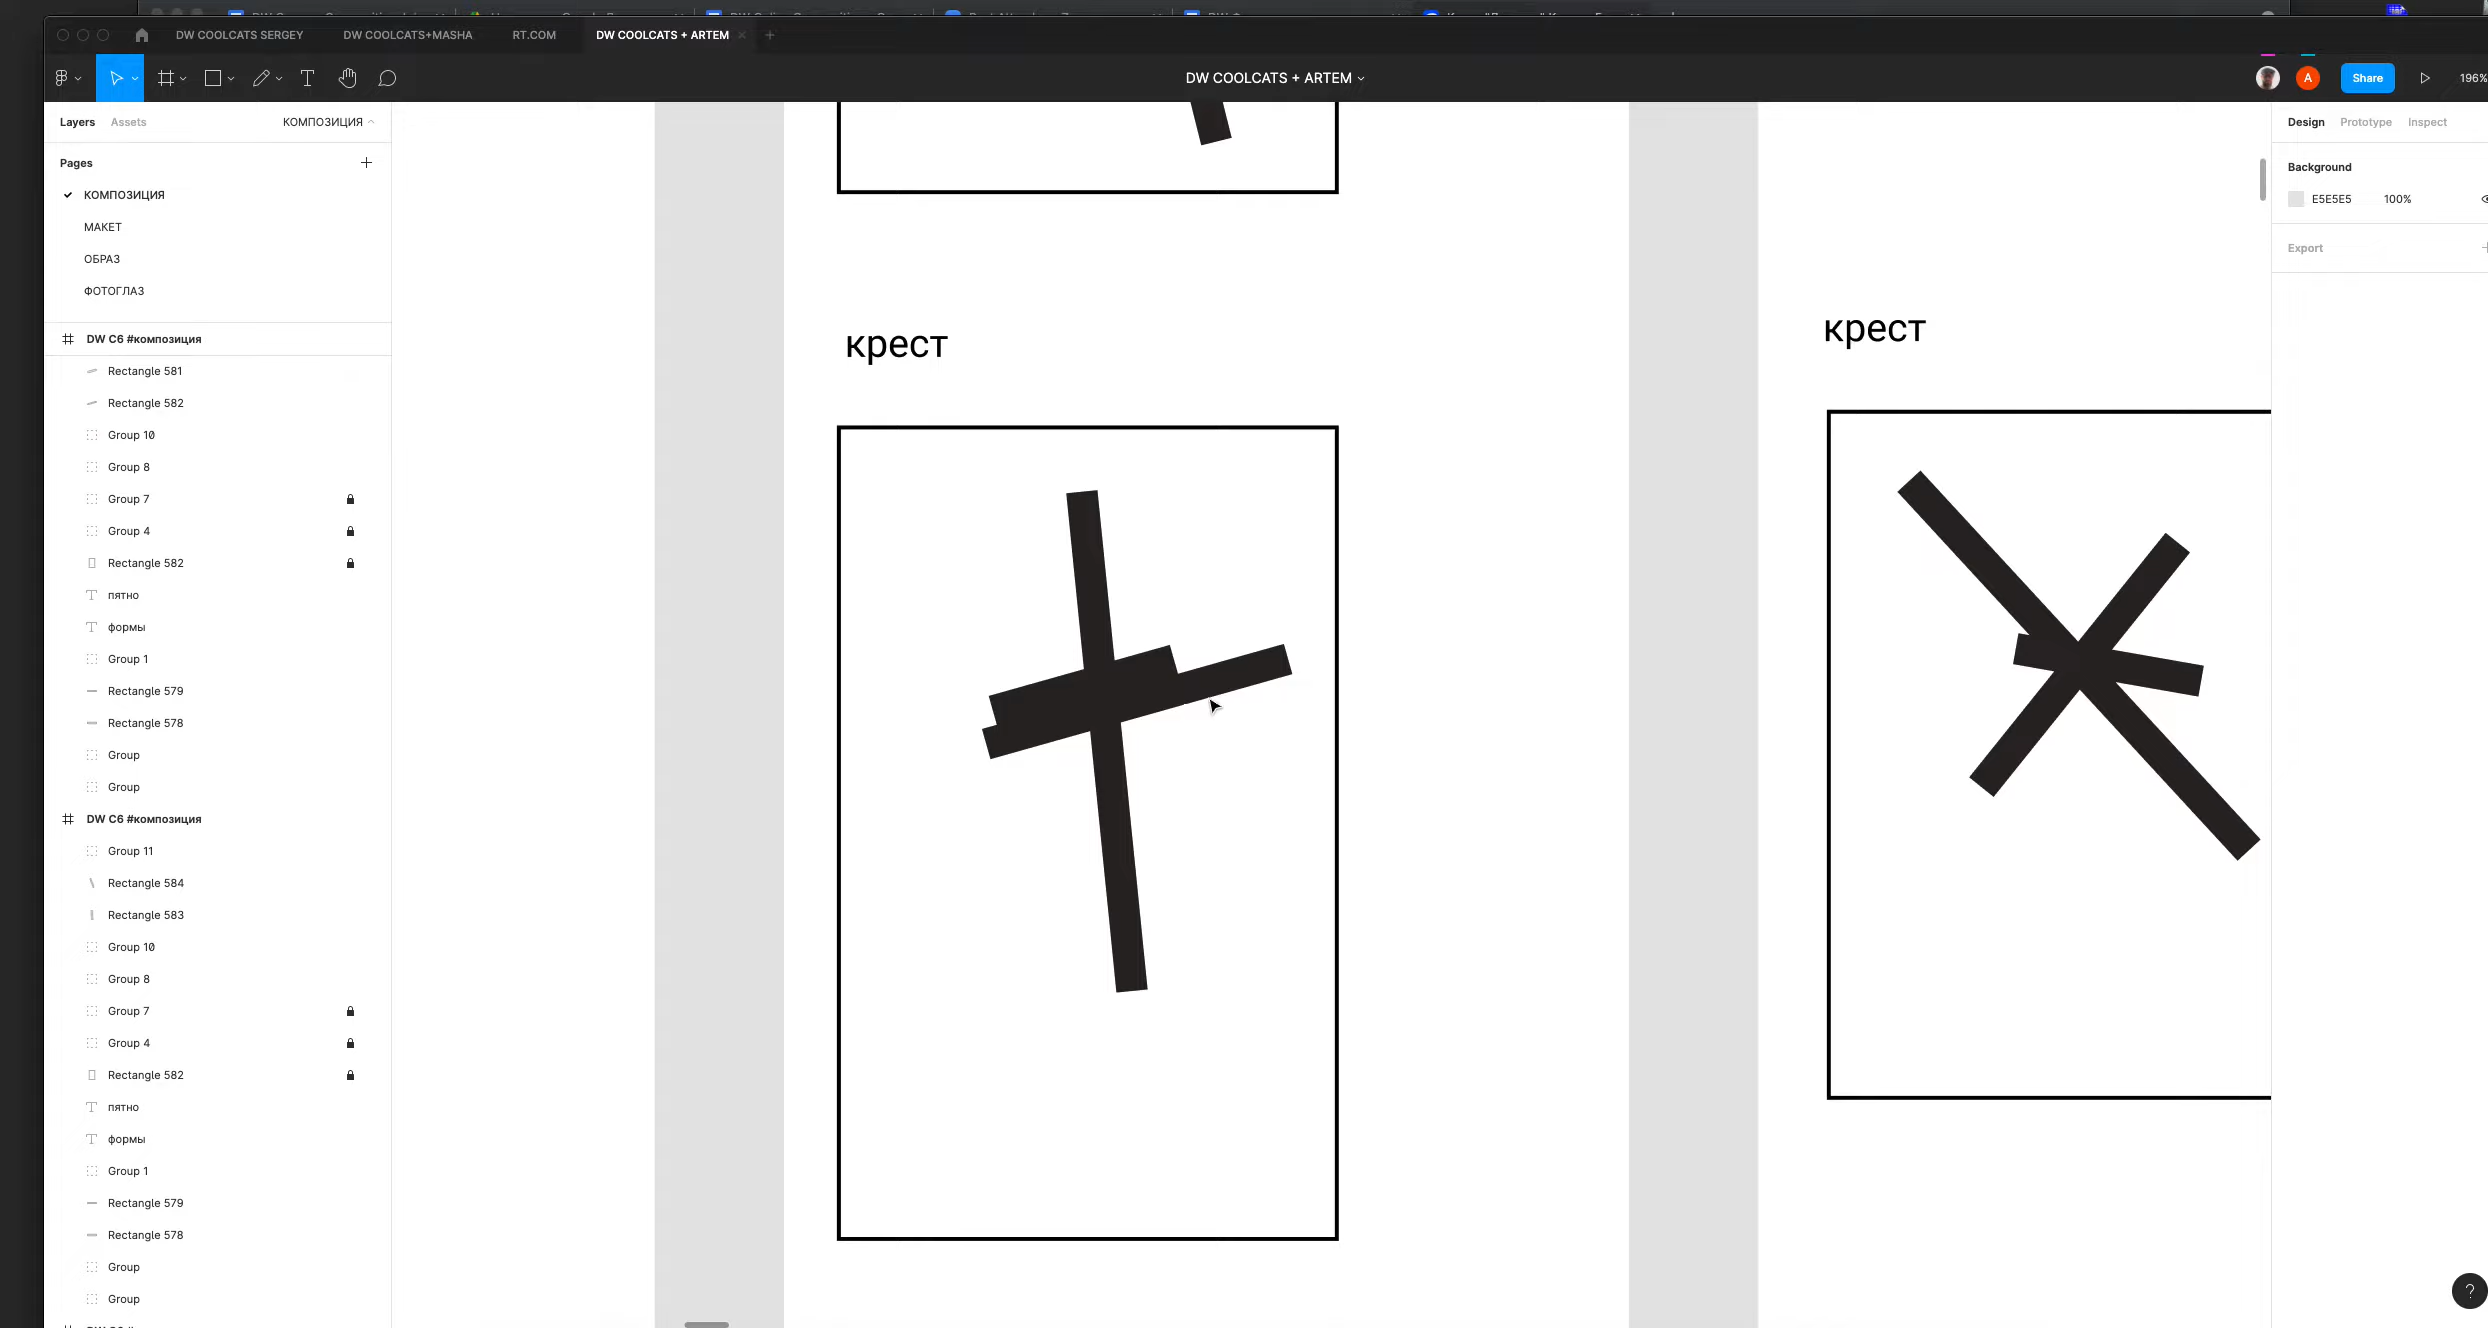 DW COOLCATS SERGEY
DW COOLCATS+MASHA
RT.COM
DW COOLCATS + ARTEM
DW COOLCATS + ARTEM
A
Share
196%
Layers
Assets
КОМПОЗИЦИЯ
Pages
КОМПОЗИЦИЯ
МАКЕТ
ОБРАЗ
ФОТОГЛАЗ
DW C6 #композиция
Rectangle 581
Rectangle 582
Group 10
Group 8
Group 7
Group 4
Rectangle 582
пятно
формы
Group 1
Rectangle 579
Rectangle 578
Group
Group
DW C6 #композиция
Group 11
Rectangle 584
Rectangle 583
Group 10
Group 8
Group 7
Group 4
Rectangle 582
пятно
формы
Group 1
Rectangle 579
Rectangle 578
Group
Group
крест
крест
Design
Prototype
Inspect
Background
E5E5E5
100%
Export
?